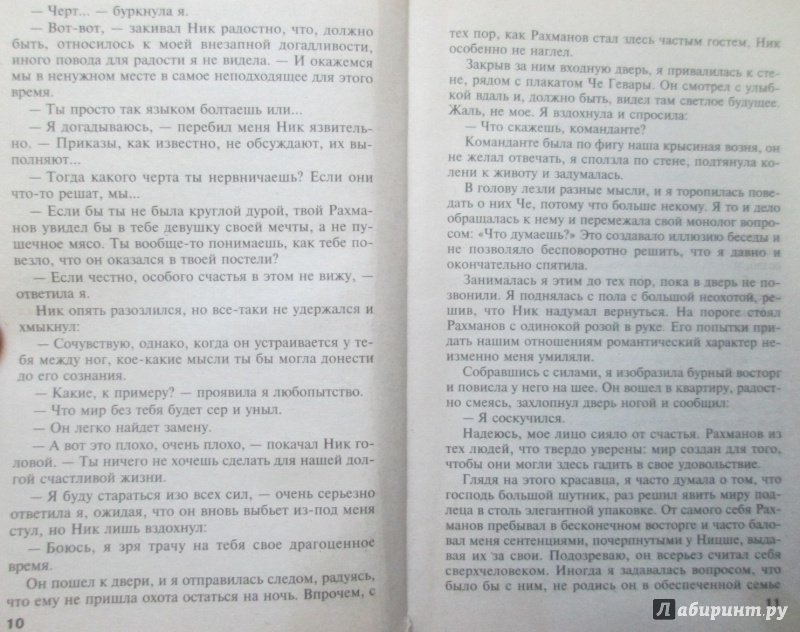 — Черт... — буркнула я.
— Вот-вот, — закивал Ник радостно, что, должно
быть, относилось к моей внезапной догадливости,
иного повода для радости я не видела. — И окажемся
мы в ненужном месте в самое неподходящее для этого
время.
— Ты просто так языком болтаешь или...
— Я догадываюсь, — перебил меня Ник язвитель-
но. — Приказы, как известно, не обсуждают, их вы-
полняют...
— Тогда какого черта ты нервничаешь? Если они
что-то решат, мы...
— Если бы ты не была круглой дурой, твой Рахма-
нов увидел бы в тебе девушку своей мечты, а не пу-
шечное мясо. Ты вообще-то понимаешь, как тебе по-
везло, что он оказался в твоей постели?
— Если честно, особого счастья в этом не вижу, —
ответила я.
Ник опять разозлился, но все-таки не удержался и
хмыкнул:
— Сочувствую, однако, когда он устраивается у те-
бя между ног, кое-какие мысли ты бы могла донести
до его сознания.
— Какие, к примеру? — проявила я любопытство.
— Что мир без тебя будет сер и уныл.
— Он легко найдет замену.
— А вот это плохо, очень плохо, — покачал Ник го-
ловой. — Ты ничего не хочешь сделать для нашей дол-
гой счастливой жизни.
— Я буду стараться изо всех сил, — очень серьезно
ответила я, ожидая, что он вновь выбьет из-под меня
стул, но Ник лишь вздохнул:
— Боюсь, я зря трачу на тебя свое драгоценное
время.
Он пошел к двери, и я отправилась следом, радуясь,
что ему не пришла охота остаться на ночь. Впрочем, с
10
тех пор, как Рахманов стал здесь частым гостем, Ник
особенно не наглел.
Закрыв за ним входную дверь, я привалилась к сте-
не, рядом с плакатом Че Гевары. Он смотрел с улыб-
кой вдаль и, должно быть, видел там светлое будущее.
Жаль, не мое. Я вздохнула и спросила:
— Что скажешь, команданте?
Команданте была по фигу наша крысиная возня, он
не желал отвечать, я сползла по стене, подтянула ко-
лени к животу и задумалась.
В голову лезли разные мысли, и я торопилась пове-
дать о них Че, потому что больше некому. Я то и дело
обращалась к нему и перемежала свой монолог вопро-
сом: «Что думаешь?» Это создавало иллюзию беседы и
не позволяло бесповоротно решить, что я давно и
окончательно спятила.
Занималась я этим до тех пор, пока в дверь не по-
звонили. Я поднялась с пола с большой неохотой, ре-
шив, что Ник надумал вернуться. На пороге стоял
Рахманов с одинокой розой в руке. Его попытки при-
дать нашим отношениям романтический характер не-
изменно меня умиляли.
Собравшись с силами, я изобразила бурный восторг
и повисла у него на шее. Он вошел в квартиру, радост-
но смеясь, захлопнул дверь ногой и сообщил:
— Я соскучился.
Надеюсь, мое лицо сияло от счастья. Рахманов из
тех людей, что твердо уверены: мир создан для того,
чтобы они могли здесь гадить в свое удовольствие.
Глядя на этого красавца, я часто думала о том, что
господь большой шутник, раз решил явить миру под-
леца в столь элегантной упаковке. От самого себя Рах-
манов пребывал в бесконечном восторге и часто бало-
вал меня сентенциями, почерпнутыми у Ницше, выда-
вая их за свои. Подозреваю, он всерьез считал себя
сверхчеловеком. Иногда я задавалась вопросом, что
было бы с ним, не родись он в обеспеченной семье
11
Лабиринт.ру